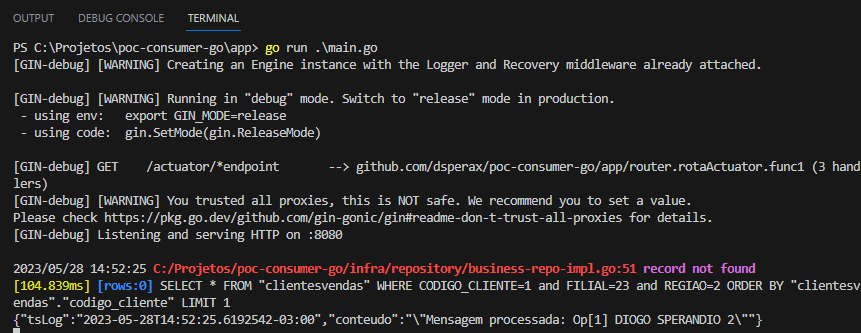 OUTPUT DEBUG CONSOLE TERMINAL
PS C:\Projetos\poc-consumer-go\app> go run .\main.go
[GIN-debug] [WARNING] Creating an Engine instance with the Logger and Recovery middleware already attached.
[GIN-debug] [WARNING] Running in "debug" mode. Switch to "release" mode in production.
 - using env:   export GIN_MODE=release
 - using code:  gin.SetMode(gin.ReleaseMode)
[GIN-debug] GET    /actuator/*endpoint       --> github.com/dsperax/poc-consumer-go/app/router.rotaActuator.func1 (3 hand
lers)
[GIN-debug] [WARNING] You trusted all proxies, this is NOT safe. We recommend you to set a value.
Please check https://pkg.go.dev/github.com/gin-gonic/gin#readme-don-t-trust-all-proxies for details.
[GIN-debug] Listening and serving HTTP on :8080
2023/05/28 14:52:25 C:/Projetos/poc-consumer-go/infra/repository/business-repo-impl.go:51 record not found
[104.839ms] [rows:0] SELECT * FROM "clientesvendas" WHERE CODIGO_CLIENTE=1 and FILIAL=23 and REGIAO=2 ORDER BY "clientesv
endas"."codigo_cliente" LIMIT 1
{"tsLog":"2023-05-28T14:52:25.6192542-03:00","conteudo":"\"Mensagem processada: Op[1] DIOGO SPERANDIO 2\""}